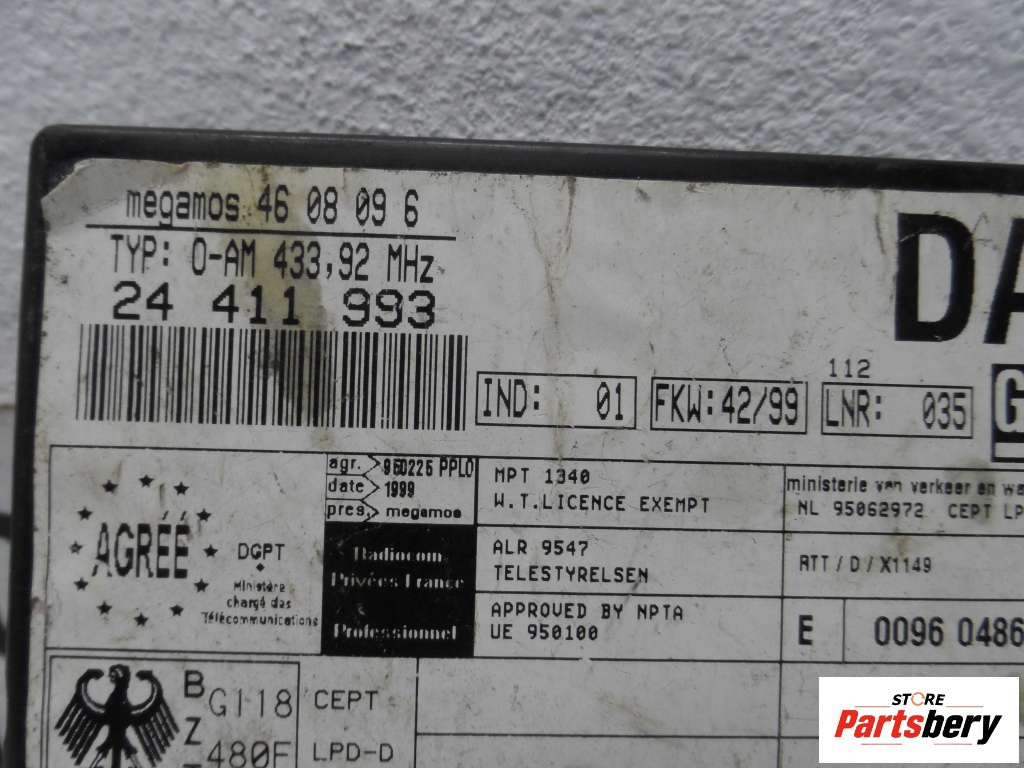 megamos 46 08 09 6
TYP: O-AM 433,92 MHz
24 411 993
DA
IND: 01
FKW: 42/99
112
LNR: 035
G
agr. 950225 PPL0
date 1999
pres. megamos
MPT 1340
W.T.LICENCE EXEMPT
ministerie van verkeer en wa
NL 95062972 CEPT LP
AGRÉÉ
DGPT
Ministère
chargé des
Télécommunications
Radiocom
Privées France
Professionnel
ALR 9547
TELESTYRELSEN
RTT / D / X1149
APPROVED BY NPTA
UE 950100
E 0096 0486
B
Z
G118
480F
CEPT
LPD-D
STORE
Partsbery